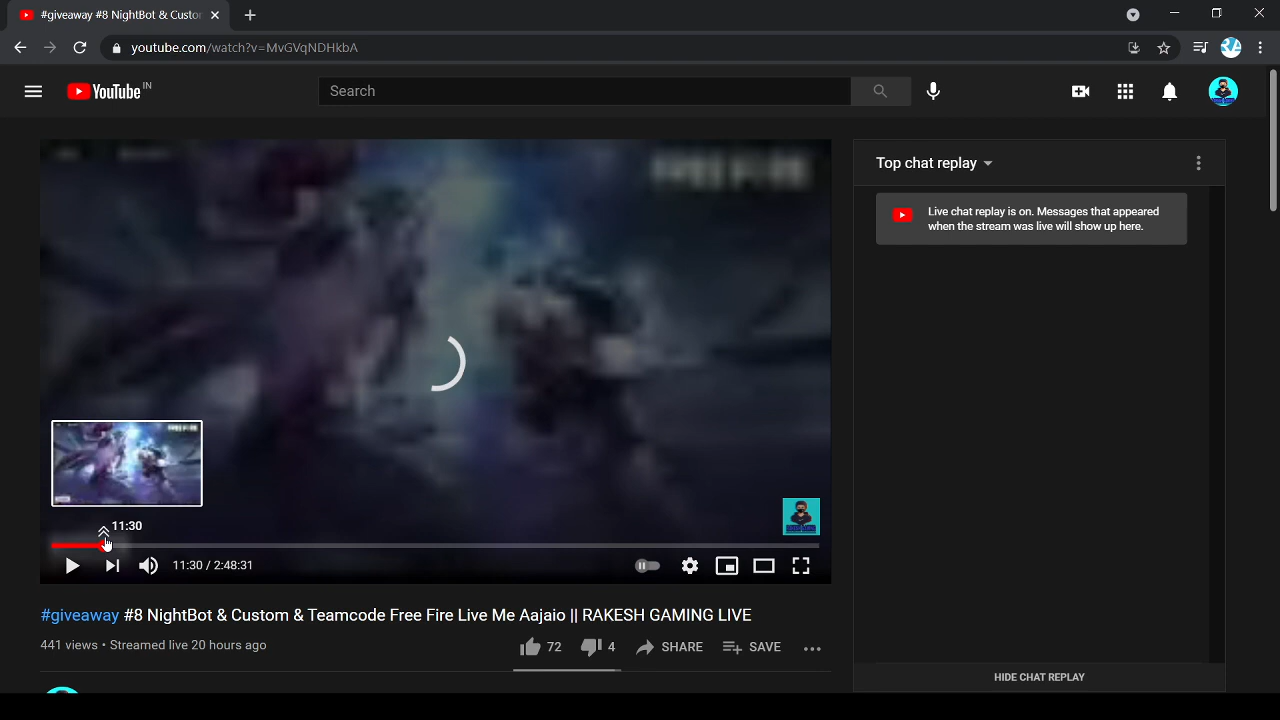 #giveaway #8 NightBot & Custor
youtube.com/watch?v=MvGVqNDHkbA
YouTube IN
Search
FREE FIRE
Top chat replay
Live chat replay is on. Messages that appeared
when the stream was live will show up here.
11:30
11:30 / 2:48:31
#giveaway #8 NightBot & Custom & Teamcode Free Fire Live Me Aajaio || RAKESH GAMING LIVE
441 views • Streamed live 20 hours ago
72
4
SHARE
SAVE
HIDE CHAT REPLAY